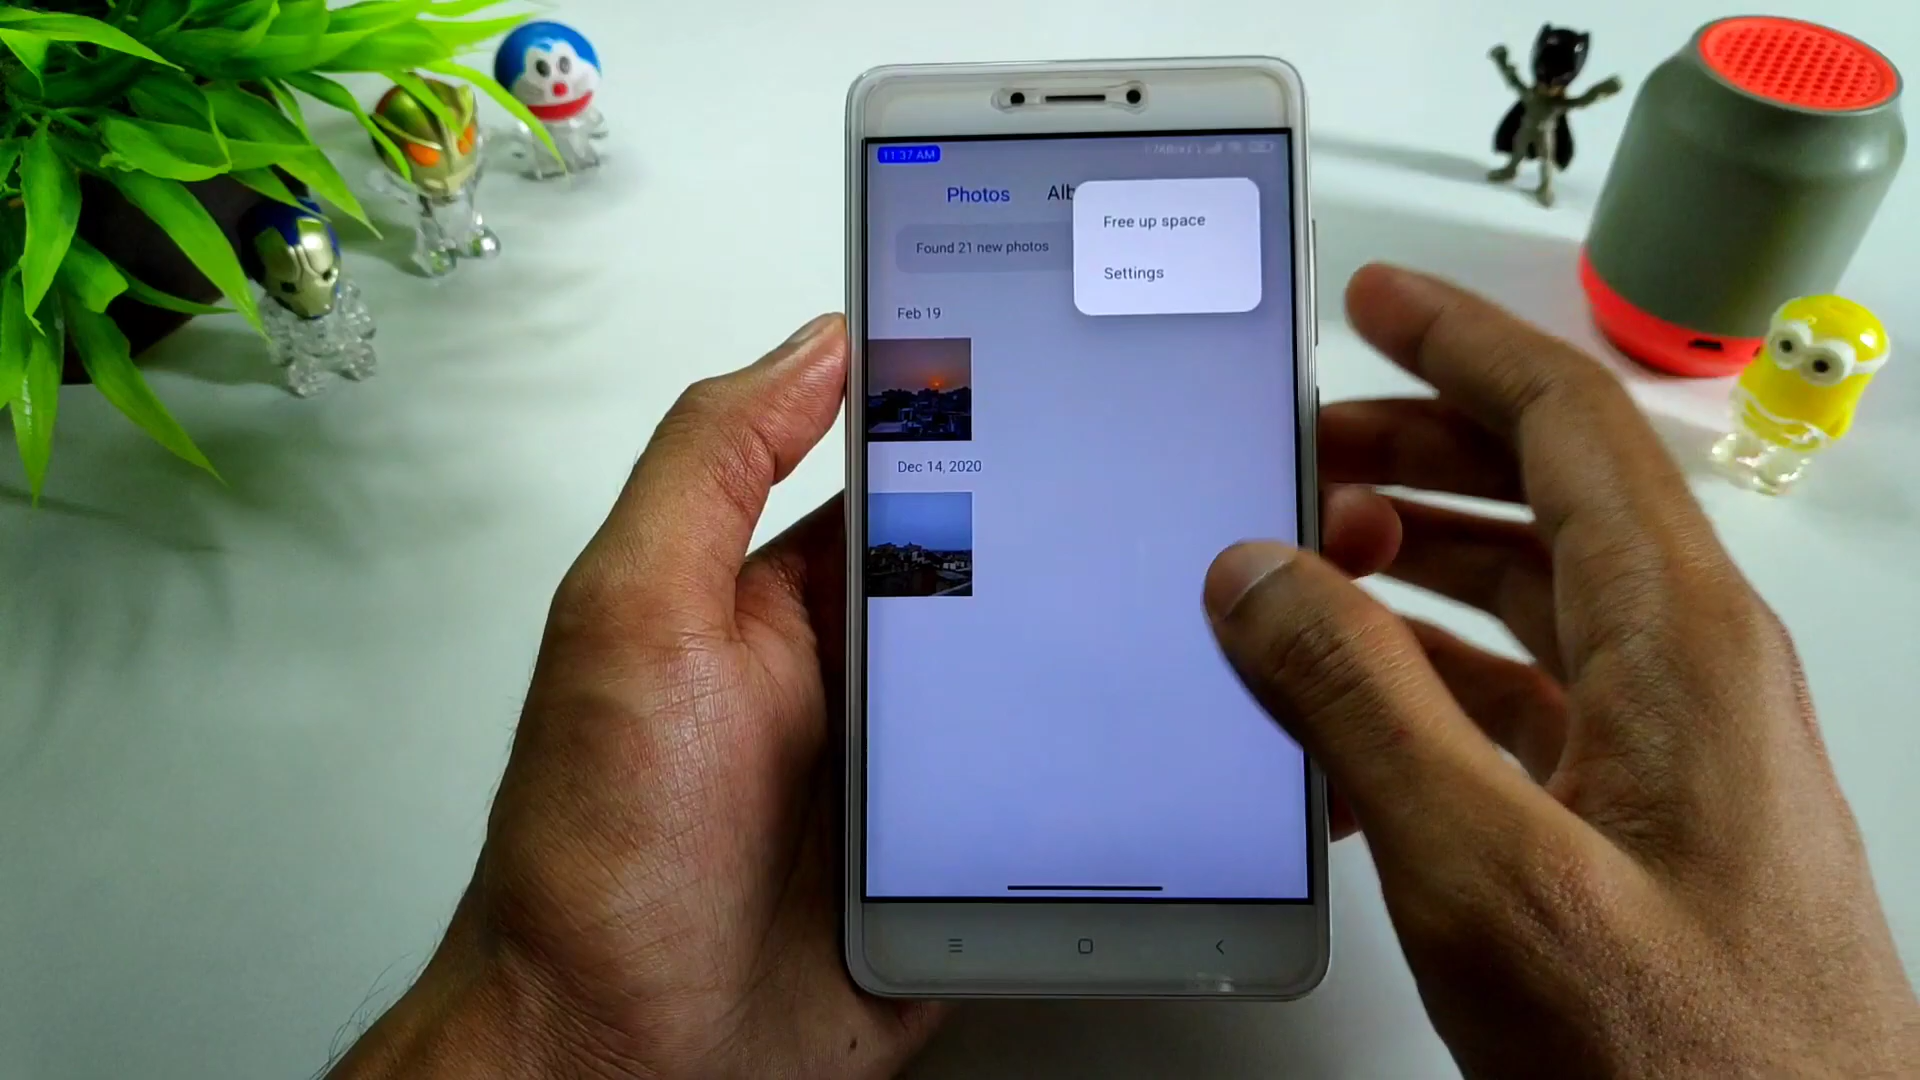 11:37 AM
Photos Alb
Free up space
Found 21 new photos
Settings
Feb 19
Dec 14, 2020